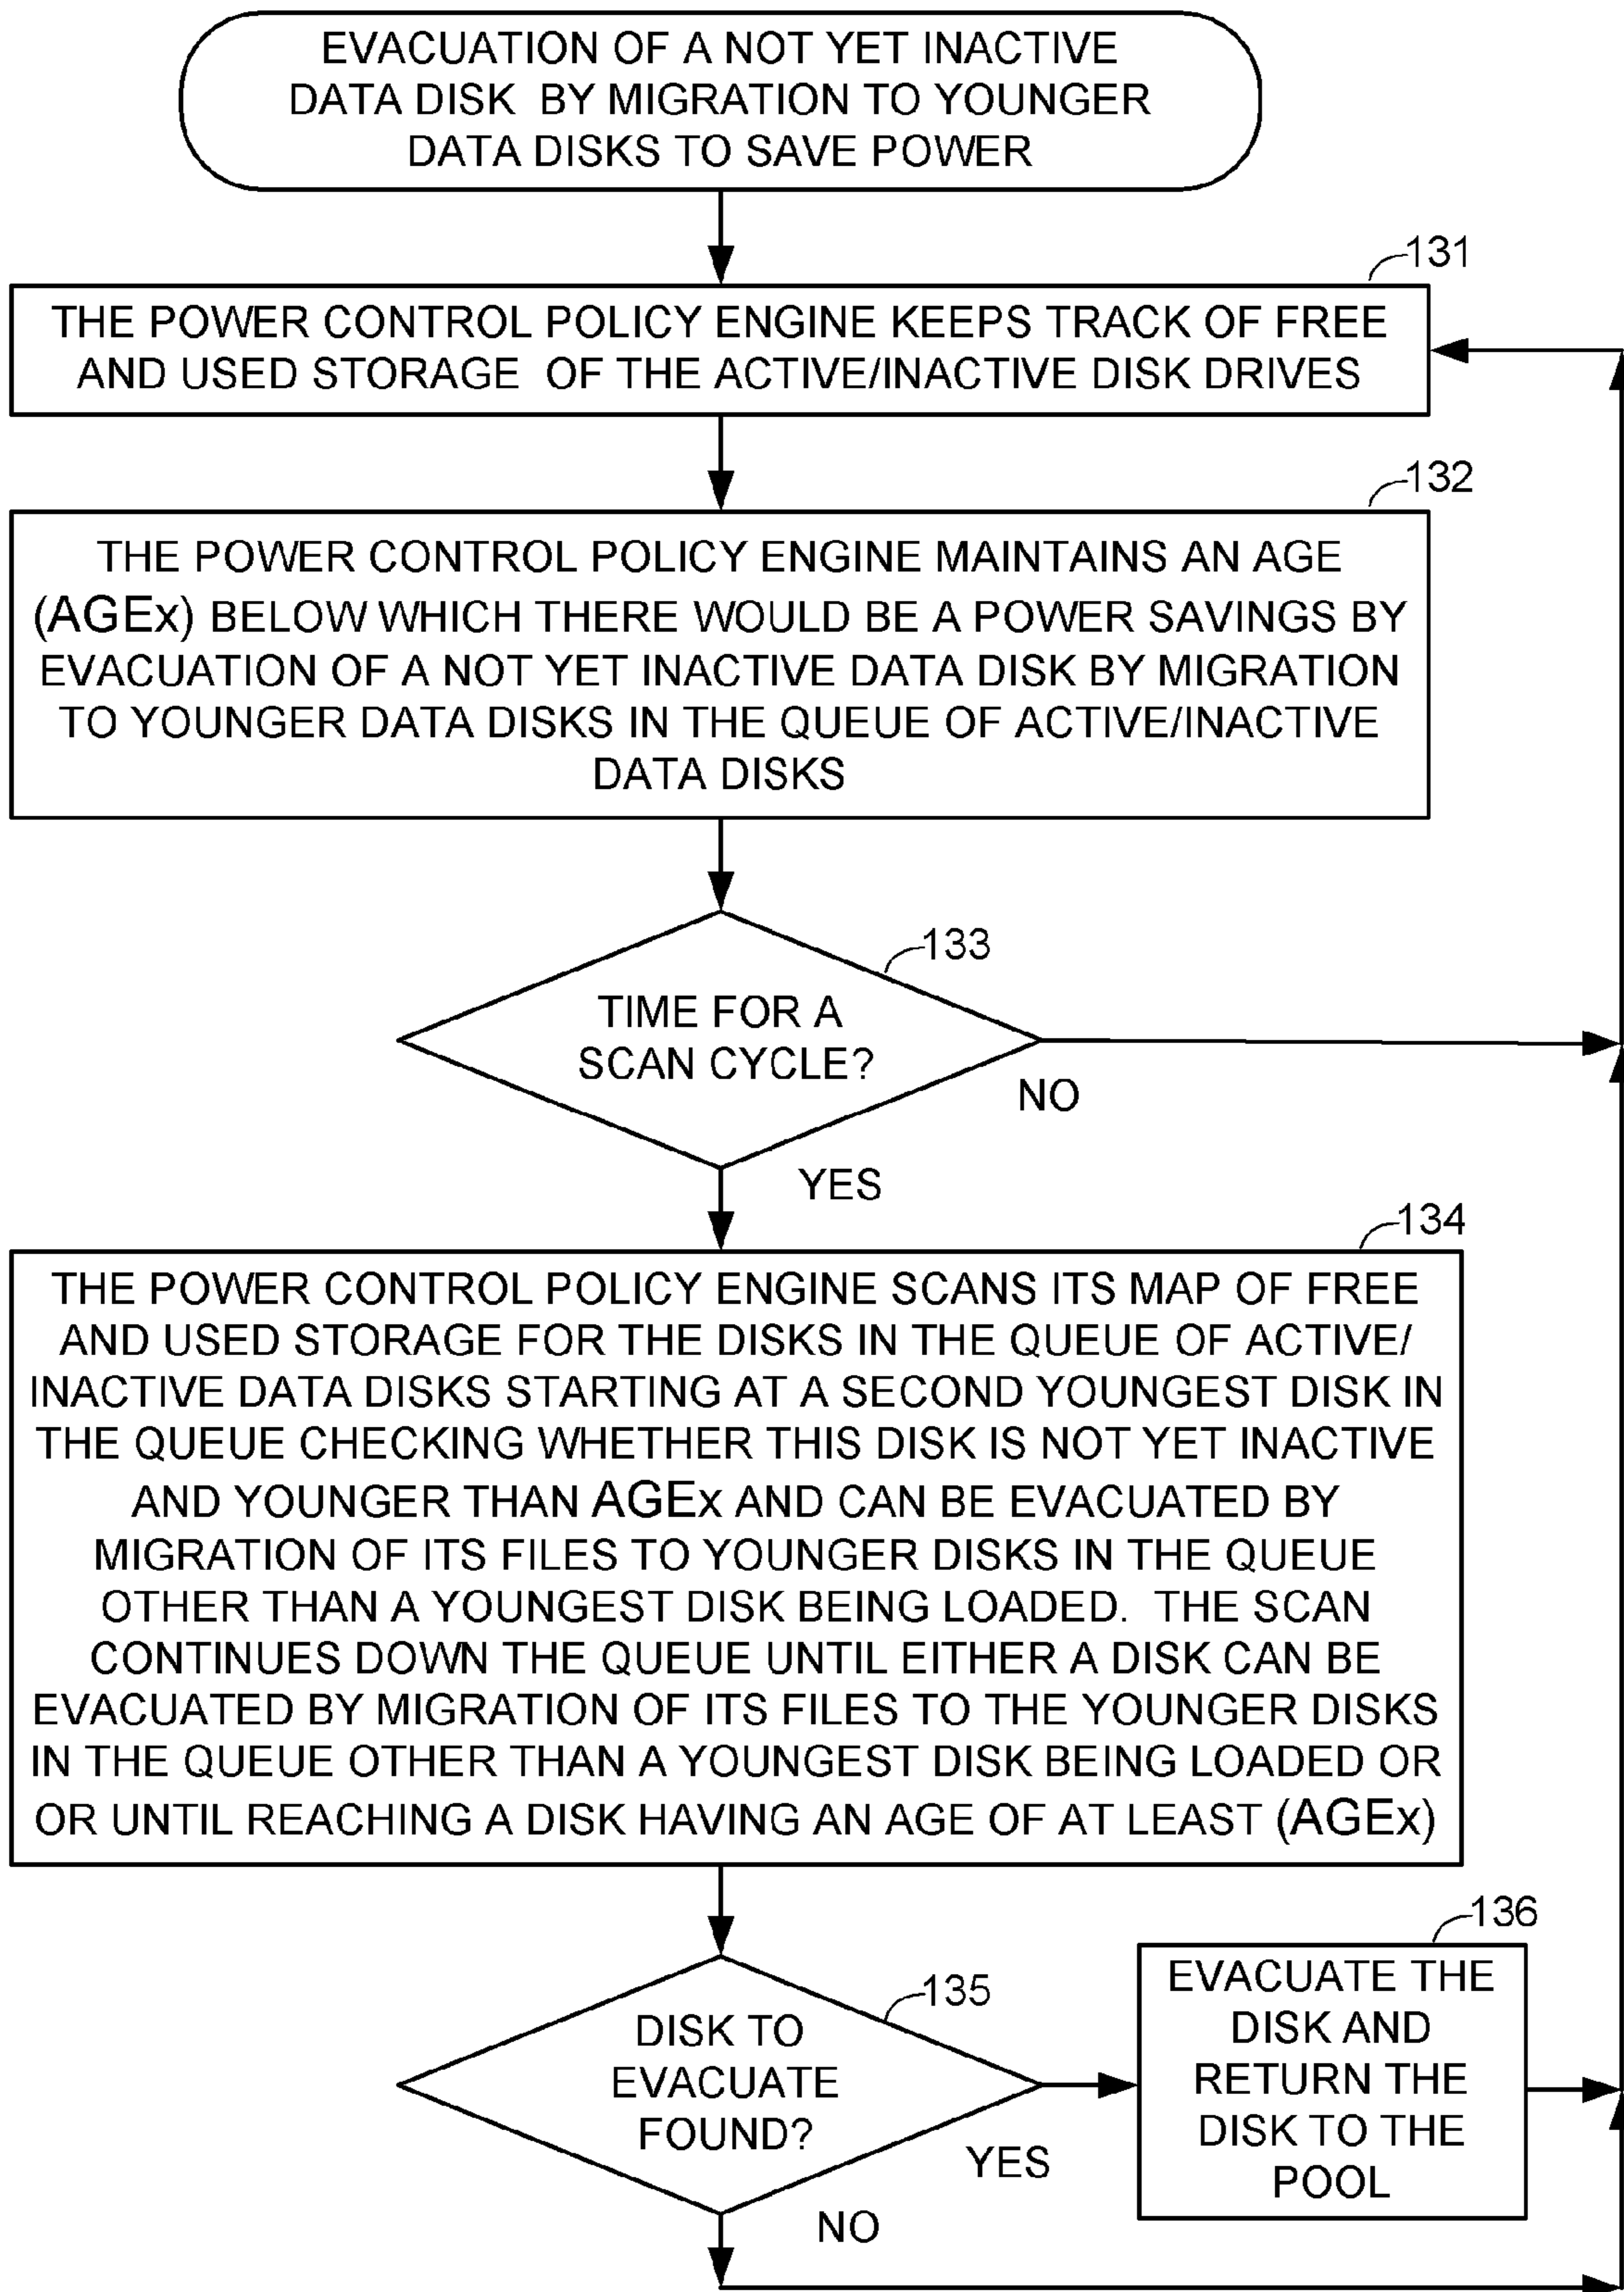 EVACUATION OF A NOT YET INACTIVE
DATA DISK BY MIGRATION TO YOUNGER
DATA DISKS TO SAVE POWER
131
THE POWER CONTROL POLICY ENGINE KEEPS TRACK OF FREE
AND USED STORAGE OF THE ACTIVE/INACTIVE DISK DRIVES
132
THE POWER CONTROL POLICY ENGINE MAINTAINS AN AGE
(AGEx) BELOW WHICH THERE WOULD BE A POWER SAVINGS BY
EVACUATION OF A NOT YET INACTIVE DATA DISK BY MIGRATION
TO YOUNGER DATA DISKS IN THE QUEUE OF ACTIVE/INACTIVE
DATA DISKS
133
TIME FOR A
SCAN CYCLE?
NO
YES
134
THE POWER CONTROL POLICY ENGINE SCANS ITS MAP OF FREE
AND USED STORAGE FOR THE DISKS IN THE QUEUE OF ACTIVE/
INACTIVE DATA DISKS STARTING AT A SECOND YOUNGEST DISK IN
THE QUEUE CHECKING WHETHER THIS DISK IS NOT YET INACTIVE
AND YOUNGER THAN AGEx AND CAN BE EVACUATED BY
MIGRATION OF ITS FILES TO YOUNGER DISKS IN THE QUEUE
OTHER THAN A YOUNGEST DISK BEING LOADED. THE SCAN
CONTINUES DOWN THE QUEUE UNTIL EITHER A DISK CAN BE
EVACUATED BY MIGRATION OF ITS FILES TO THE YOUNGER DISKS
IN THE QUEUE OTHER THAN A YOUNGEST DISK BEING LOADED OR
OR UNTIL REACHING A DISK HAVING AN AGE OF AT LEAST (AGEx)
135
DISK TO
EVACUATE
FOUND?
YES
NO
136
EVACUATE THE
DISK AND
RETURN THE
DISK TO THE
POOL